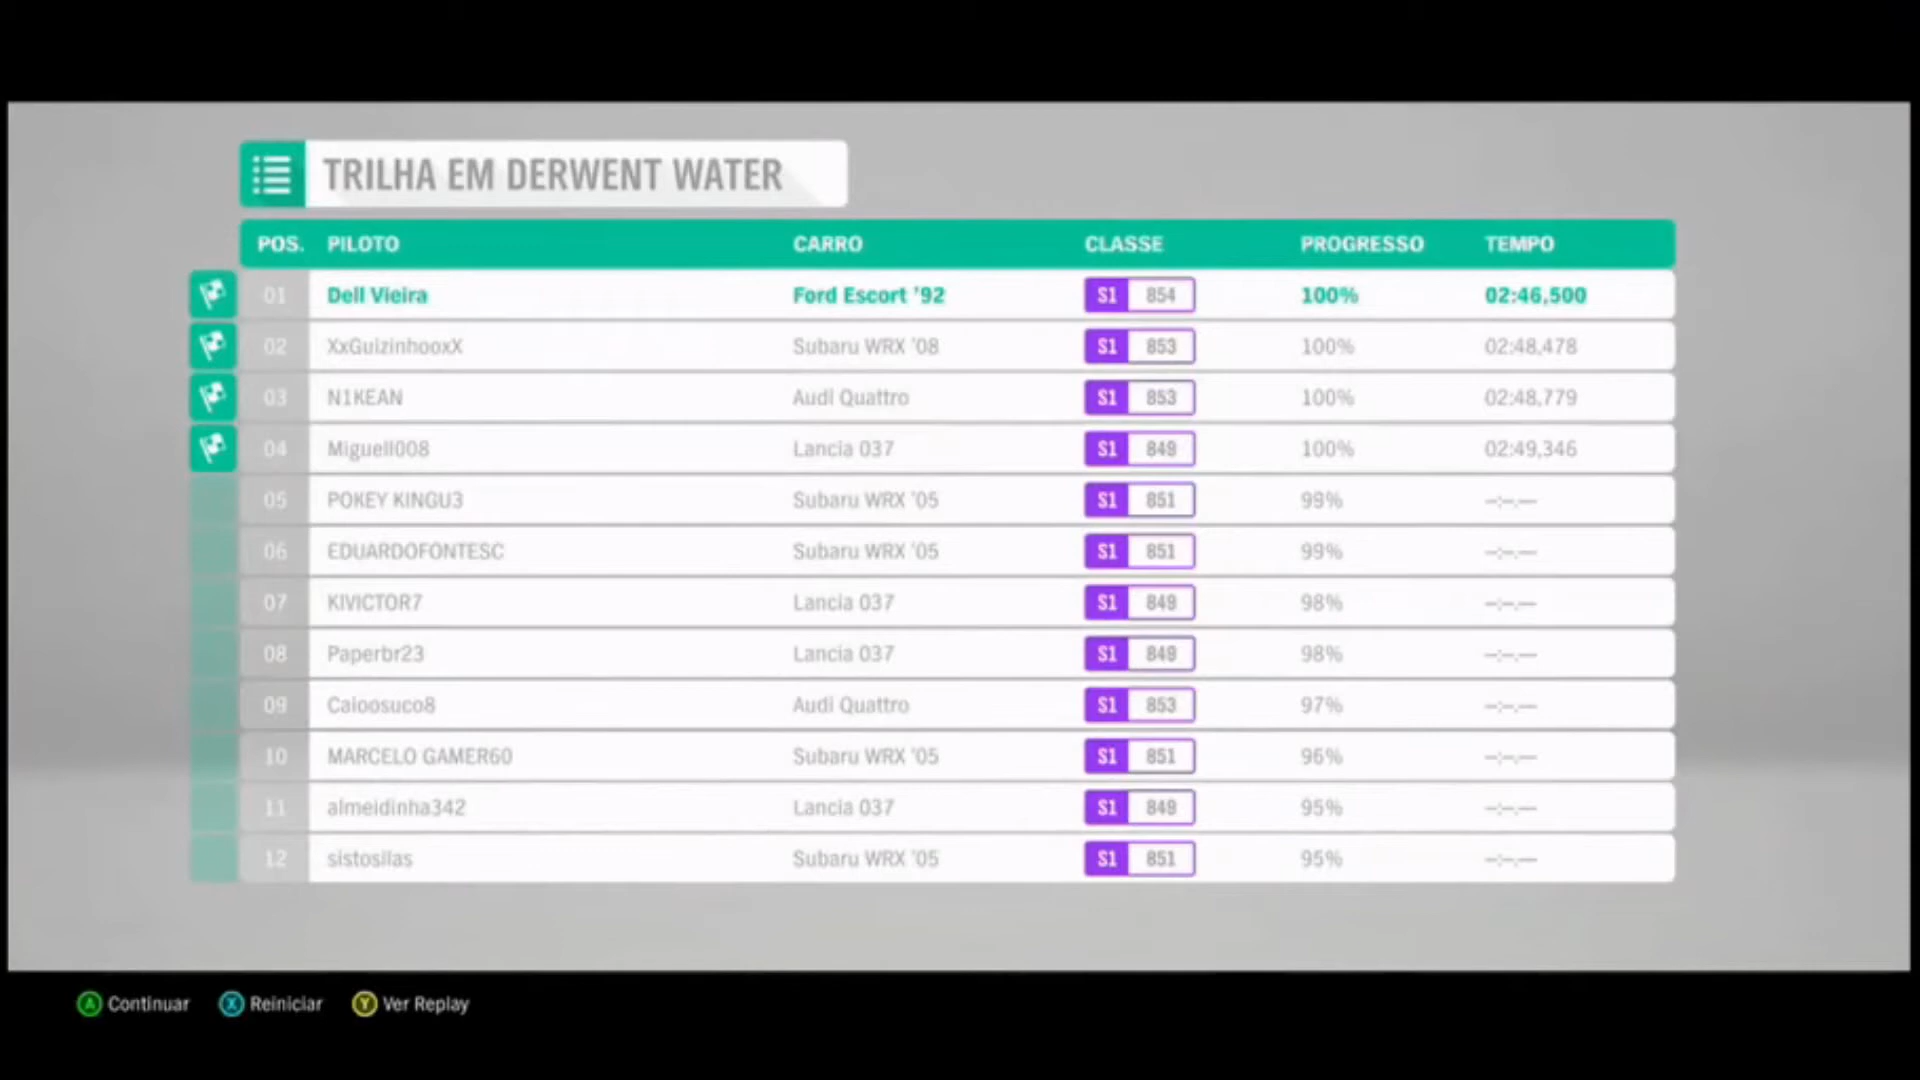 TRILHA EM DERWENT WATER
POS. PILOTO CARRO CLASSE PROGRESSO TEMPO
01 Dell Vieira Ford Escort '92 S1 854 100% 02:46,500
02 XxGuizinhooxX Subaru WRX '08 S1 853 100% 02:48,478
03 N1KEAN Audi Quattro S1 853 100% 02:48,779
04 Miguell008 Lancia 037 S1 849 100% 02:49,346
05 POKEY KINGU3 Subaru WRX '05 S1 851 99% --:--.---
06 EDUARDOFONTESC Subaru WRX '05 S1 851 99% --:--.---
07 KIVICTOR7 Lancia 037 S1 849 98% --:--.---
08 Paperbr23 Lancia 037 S1 849 98% --:--.---
09 Caioosuco8 Audi Quattro S1 853 97% --:--.---
10 MARCELO GAMER60 Subaru WRX '05 S1 851 96% --:--.---
11 almeidinha342 Lancia 037 S1 849 95% --:--.---
12 sistosilas Subaru WRX '05 S1 851 95% --:--.---
A Continuar X Reiniciar Y Ver Replay